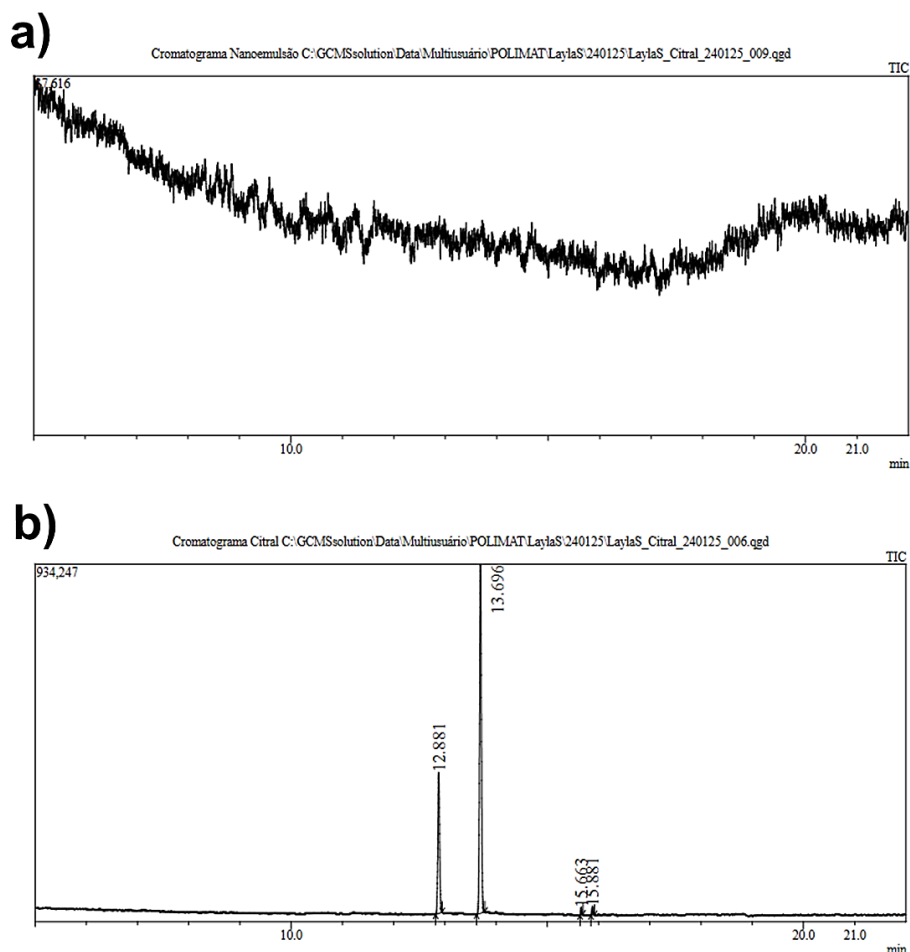 a)
Cromatograma Nanoemulsão C:\GCMSsolution\Data\Multiusuário\POLIMAT\LaylaS\240125\LaylaS_Citral_240125_009.qgd
TIC
10.0
20.0
21.0
min
b)
Cromatograma Citral C:\GCMSsolution\Data\Multiusuário\POLIMAT\LaylaS\240125\LaylaS_Citral_240125_006.qgd
TIC
934,247
13.696
12.881
15.663
15.881
10.0
20.0
21.0
min